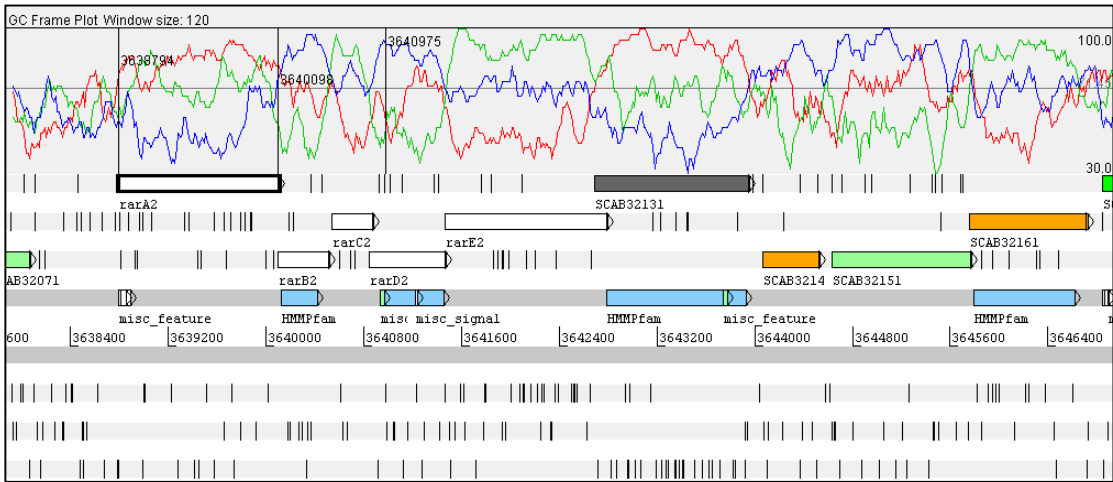 GC Frame Plot Window size: 120
3640975
100.0
3638794
3640098
30.0
rarA2 SCAB32131
rarC2 rarE2 SCAB32161
AB32071 rarB2 rarD2 SCAB3214 SCAB32151
misc_feature HMMPfam misc misc_signal HMMPfam misc_feature HMMPfam
600 3638400 3639200 3640000 3640800 3641600 3642400 3643200 3644000 3644800 3645600 3646400